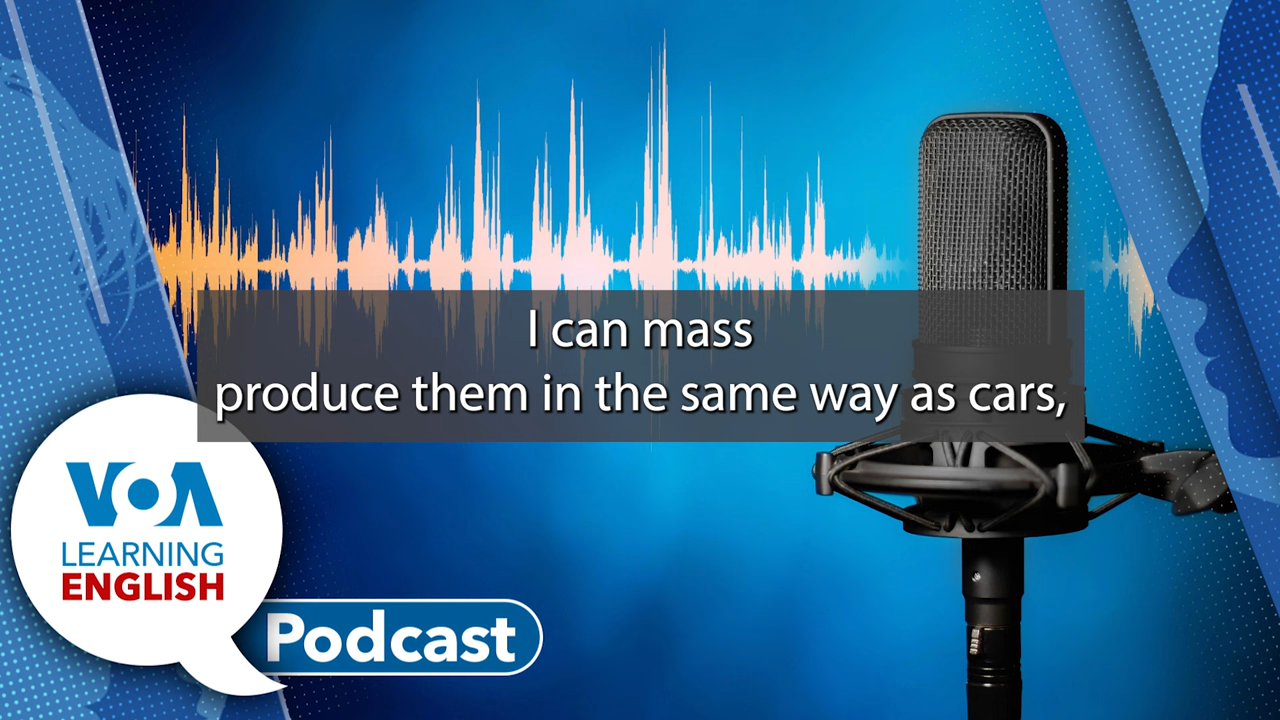 I can mass
produce them in the same way as cars,
VOA
LEARNING
ENGLISH
Podcast